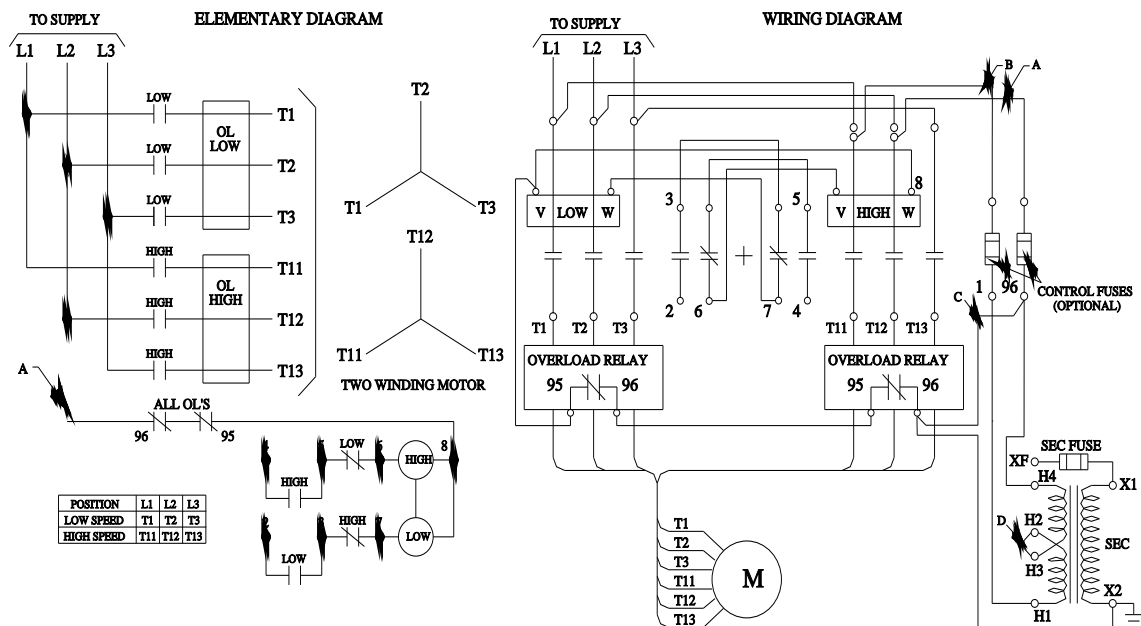 ELEMENTARY DIAGRAM
TO SUPPLY
L1 L2 L3
LOW
T1
OL
LOW
LOW
T2
LOW
T3
HIGH
T11
OL
HIGH
HIGH
T12
HIGH
T13
A
ALL OL'S
96 95
T2
T1 T3
T12
T11 T13
TWO WINDING MOTOR
LOW
HIGH
8
HIGH
HIGH
LOW
LOW
POSITION L1 L2 L3
LOW SPEED T1 T2 T3
HIGH SPEED T11 T12 T13
WIRING DIAGRAM
TO SUPPLY
L1 L2 L3
B A
8
V LOW W
3 5
V HIGH W
2 6 7 4
1 96
CONTROL FUSES
(OPTIONAL)
C
T1 T2 T3
T11 T12 T13
OVERLOAD RELAY
95 96
OVERLOAD RELAY
95 96
SEC FUSE
XF
H4 X1
H2
D
SEC
H3
X2
H1
T1
T2
T3
T11
T12
T13
M